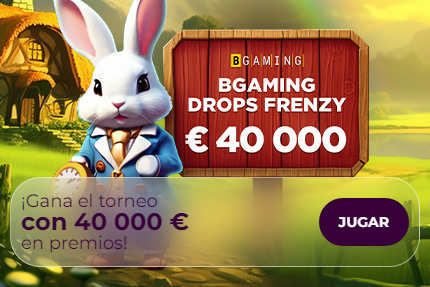 BGAMING
BGAMING
DROPS FRENZY
€ 40 000
¡Gana el torneo
con 40 000 €
en premios!
JUGAR